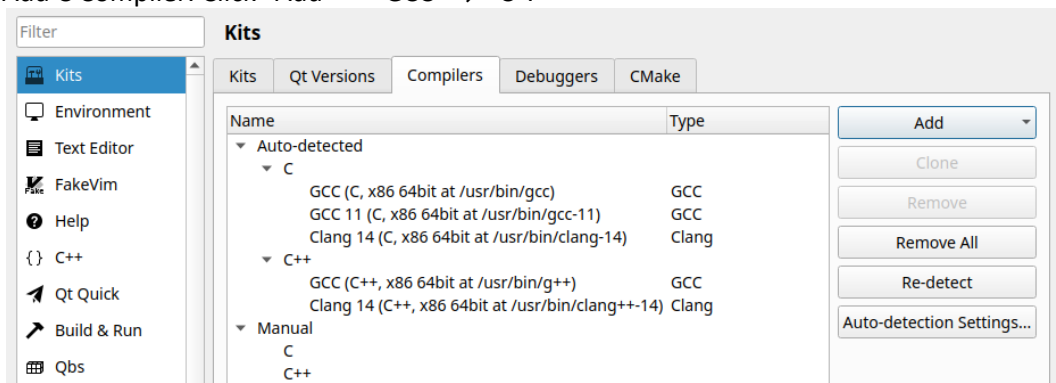 Filter
Kits
Kits
Environment
Text Editor
FakeVim
Help
{ } C++
Qt Quick
Build & Run
Qbs
Kits Qt Versions Compilers Debuggers CMake
Name Type
Auto-detected
C
GCC (C, x86 64bit at /usr/bin/gcc) GCC
GCC 11 (C, x86 64bit at /usr/bin/gcc-11) GCC
Clang 14 (C, x86 64bit at /usr/bin/clang-14) Clang
C++
GCC (C++, x86 64bit at /usr/bin/g++) GCC
Clang 14 (C++, x86 64bit at /usr/bin/clang++-14) Clang
Manual
C
C++
Add
Clone
Remove
Remove All
Re-detect
Auto-detection Settings...